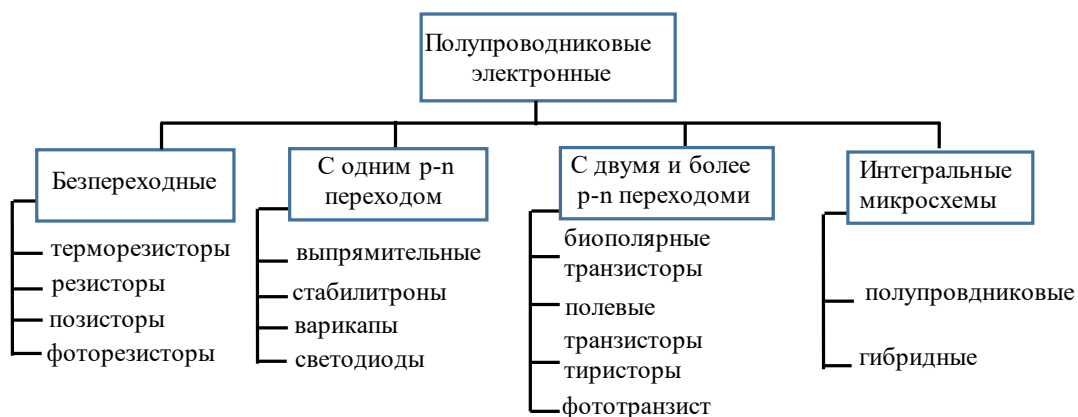 Полупроводниковые
электронные
Безпереходные
терморезисторы
резисторы
позисторы
фоторезисторы
С одним p-n
переходом
выпрямительные
стабилитроны
варикапы
светодиоды
С двумя и более
p-n переходоми
биополярные
транзисторы
полевые
транзисторы
тиристоры
фототранзист
Интегральные
микросхемы
полупровдниковые
гибридные